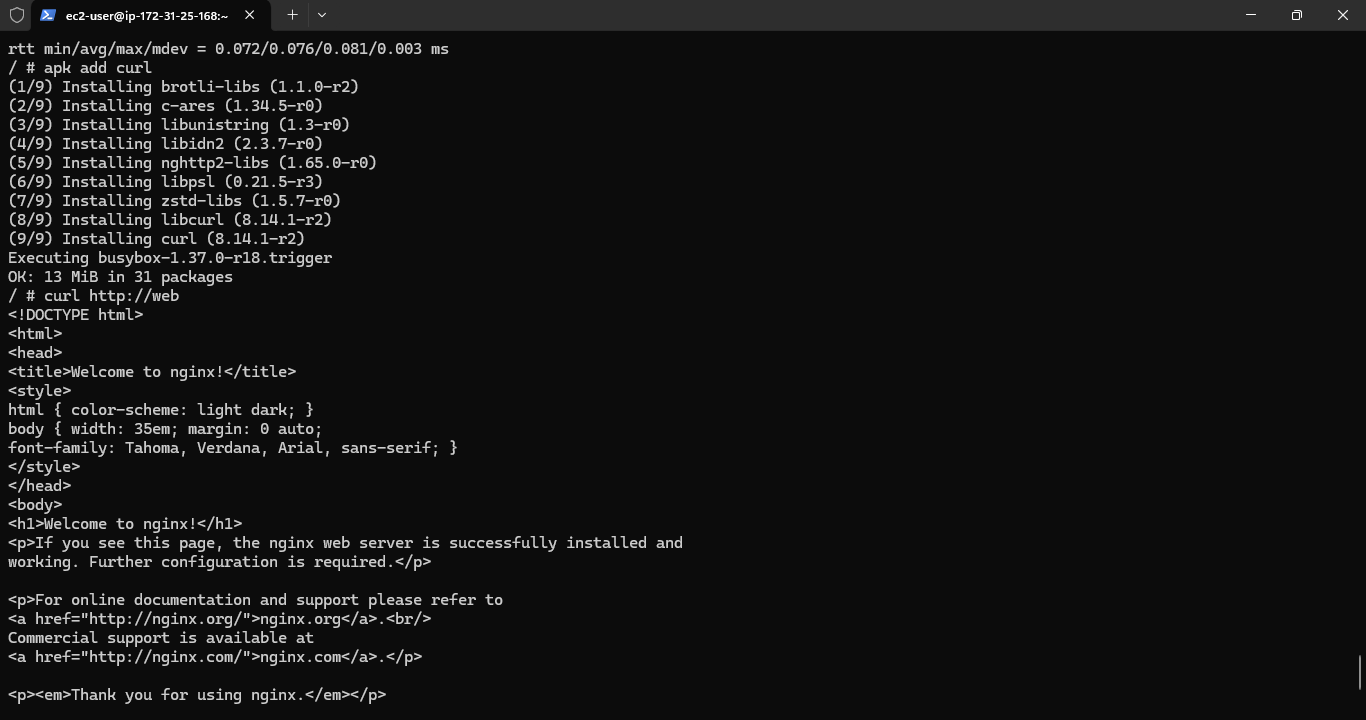 ec2-user@ip-172-31-25-168:~
rtt min/avg/max/mdev = 0.072/0.076/0.081/0.003 ms
/ # apk add curl
(1/9) Installing brotli-libs (1.1.0-r2)
(2/9) Installing c-ares (1.34.5-r0)
(3/9) Installing libunistring (1.3-r0)
(4/9) Installing libidn2 (2.3.7-r0)
(5/9) Installing nghttp2-libs (1.65.0-r0)
(6/9) Installing libpsl (0.21.5-r3)
(7/9) Installing zstd-libs (1.5.7-r0)
(8/9) Installing libcurl (8.14.1-r2)
(9/9) Installing curl (8.14.1-r2)
Executing busybox-1.37.0-r18.trigger
OK: 13 MiB in 31 packages
/ # curl http://web
<!DOCTYPE html>
<html>
<head>
<title>Welcome to nginx!</title>
<style>
html { color-scheme: light dark; }
body { width: 35em; margin: 0 auto;
font-family: Tahoma, Verdana, Arial, sans-serif; }
</style>
</head>
<body>
<h1>Welcome to nginx!</h1>
<p>If you see this page, the nginx web server is successfully installed and
working. Further configuration is required.</p>
<p>For online documentation and support please refer to
<a href="http://nginx.org/">nginx.org</a>.<br/>
Commercial support is available at
<a href="http://nginx.com/">nginx.com</a>.</p>
<p><em>Thank you for using nginx.</em></p>